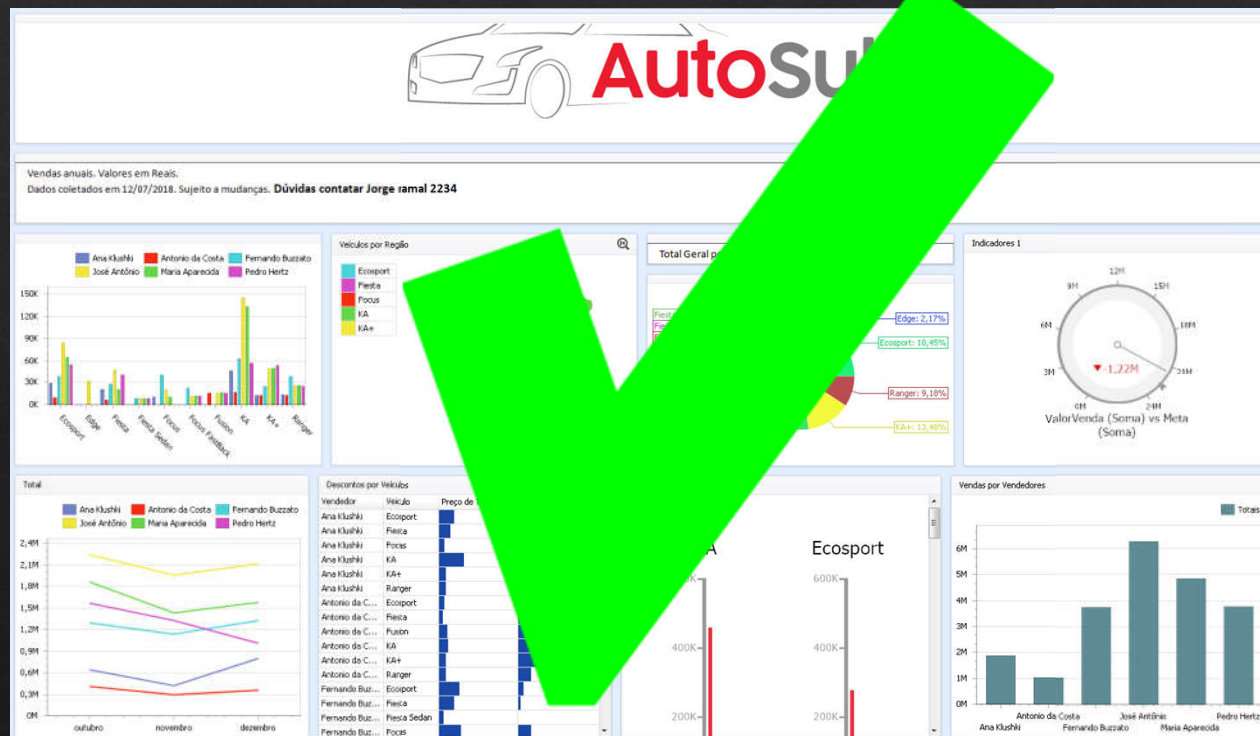 AutoSu
Vendas anuais. Valores em Reais.
Dados coletados em 12/07/2018. Sujeito a mudanças. Dúvidas contatar Jorge ramal 2234
Ana Klushki Antonio da Costa Fernando Buzzato
José Antônio Maria Aparecida Pedro Hertz
150K
120K
90K
60K
30K
0K
Ecosport Edge Fiesta Fiesta Sedan Focus Focus FastBack Fusion KA KA+ Ranger
Veículos por Região
Ecosport
Fiesta
Focus
KA
KA+
Total Geral
Edge: 2,17%
Ecosport: 18,45%
Ranger: 9,18%
KA+: 13,48%
Indicadores 1
12M
9M 15M
6M 18M
3M 21M
0M 24M
-1,22M
ValorVenda (Soma) vs Meta
(Soma)
Total
Ana Klushki Antonio da Costa Fernando Buzzato
José Antônio Maria Aparecida Pedro Hertz
2,4M
2,1M
1,8M
1,5M
1,2M
0,9M
0,6M
0,3M
0M
outubro novembro dezembro
Descontos por Veículos
Vendedor Veículo Preço de
Ana Klushki Ecosport
Ana Klushki Fiesta
Ana Klushki Focus
Ana Klushki KA
Ana Klushki KA+
Ana Klushki Ranger
Antonio da C... Ecosport
Antonio da C... Fiesta
Antonio da C... Fusion
Antonio da C... KA
Antonio da C... KA+
Antonio da C... Ranger
Fernando Buz... Ecosport
Fernando Buz... Fiesta
Fernando Buz... Fiesta Sedan
Fernando Buz... Focus
A Ecosport
600K
400K 400K
200K 200K
Vendas por Vendedores
Totais
6M
5M
4M
3M
2M
1M
0M
Ana Klushki Antonio da Costa Fernando Buzzato José Antônio Maria Aparecida Pedro Hertz